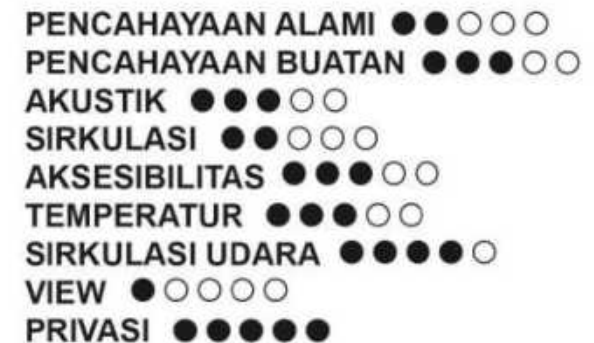 PENCAHAYAAN ALAMI ●●○○○
PENCAHAYAAN BUATAN ●●●○○
AKUSTIK ●●●○○
SIRKULASI ●●○○○
AKSESIBILITAS ●●●○○
TEMPERATUR ●●●○○
SIRKULASI UDARA ●●●●○
VIEW ●○○○○
PRIVASI ●●●●●